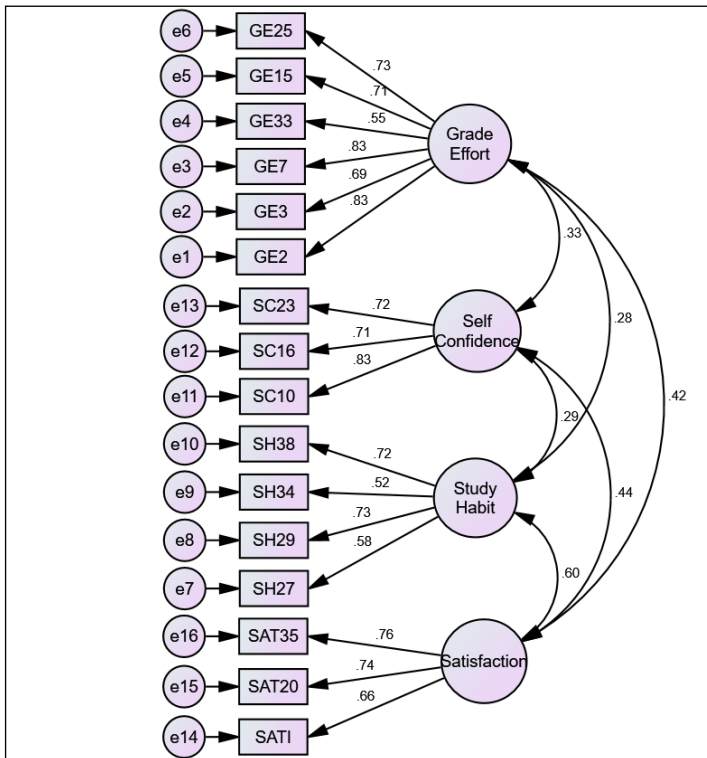 e6 GE25
.73
e5 GE15
.71
e4 GE33
.55
Grade
Effort
e3 GE7
.83
e2 GE3
.69
e1 GE2
.83
.33
e13 SC23
.72
Self
Confidence
.28
e12 SC16
.71
e11 SC10
.83
.42
.29
e10 SH38
.72
e9 SH34
.52
Study
Habit
.44
e8 SH29
.73
e7 SH27
.58
.60
e16 SAT35
.76
Satisfaction
e15 SAT20
.74
e14 SATI
.66